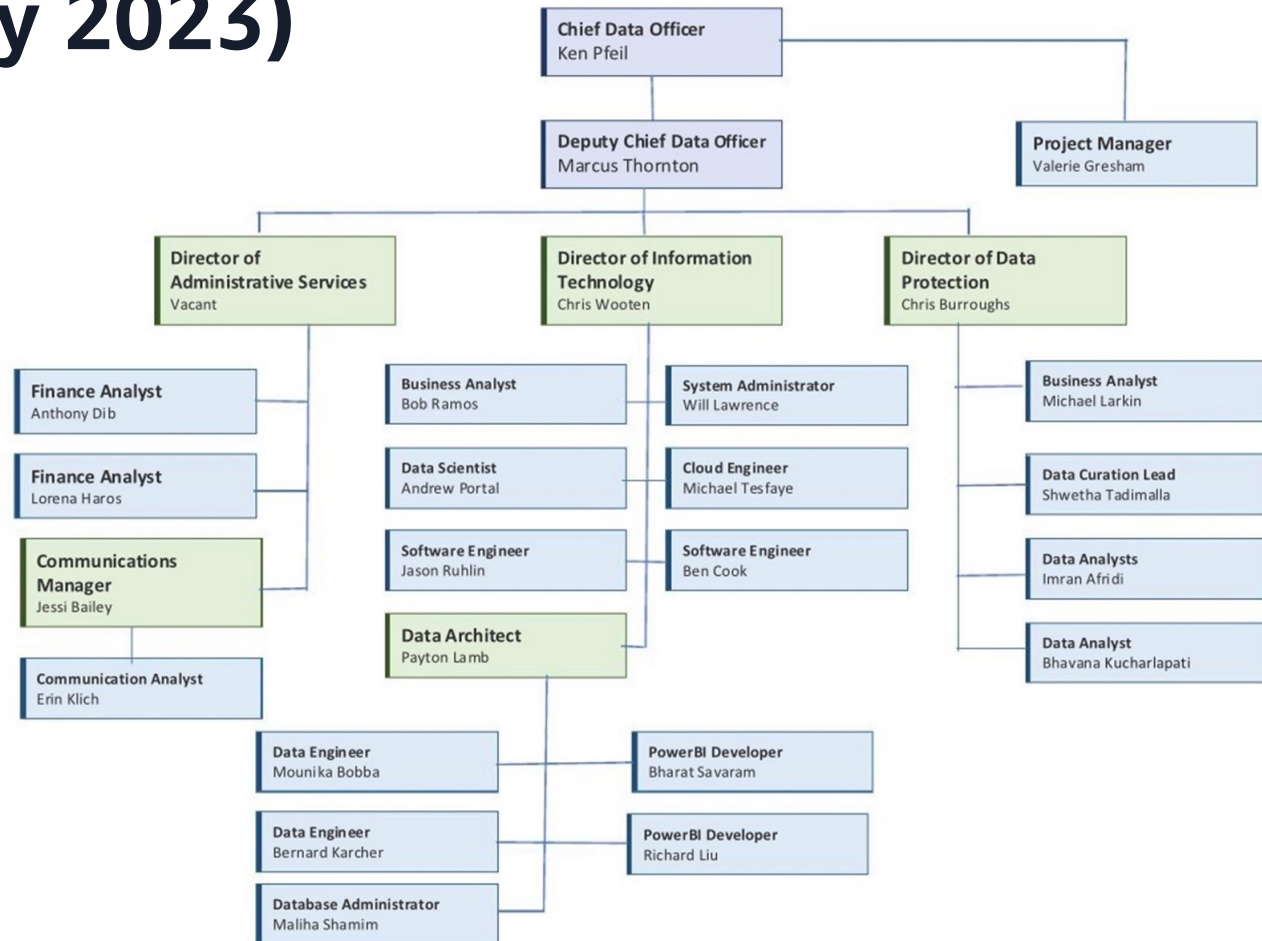 y 2023)
Chief Data Officer
Ken Pfeil
Deputy Chief Data Officer
Marcus Thornton
Project Manager
Valerie Gresham
Director of
Administrative Services
Vacant
Director of Information
Technology
Chris Wooten
Director of Data
Protection
Chris Burroughs
Finance Analyst
Anthony Dib
Finance Analyst
Lorena Haros
Communications
Manager
Jessi Bailey
Communication Analyst
Erin Klich
Business Analyst
Bob Ramos
System Administrator
Will Lawrence
Data Scientist
Andrew Portal
Cloud Engineer
Michael Tesfaye
Software Engineer
Jason Ruhlin
Software Engineer
Ben Cook
Data Architect
Payton Lamb
Data Engineer
Mounika Bobba
PowerBI Developer
Bharat Savaram
Data Engineer
Bernard Karcher
PowerBI Developer
Richard Liu
Database Administrator
Maliha Shamim
Business Analyst
Michael Larkin
Data Curation Lead
Shwetha Tadimalla
Data Analysts
Imran Afridi
Data Analyst
Bhavana Kucharlapati